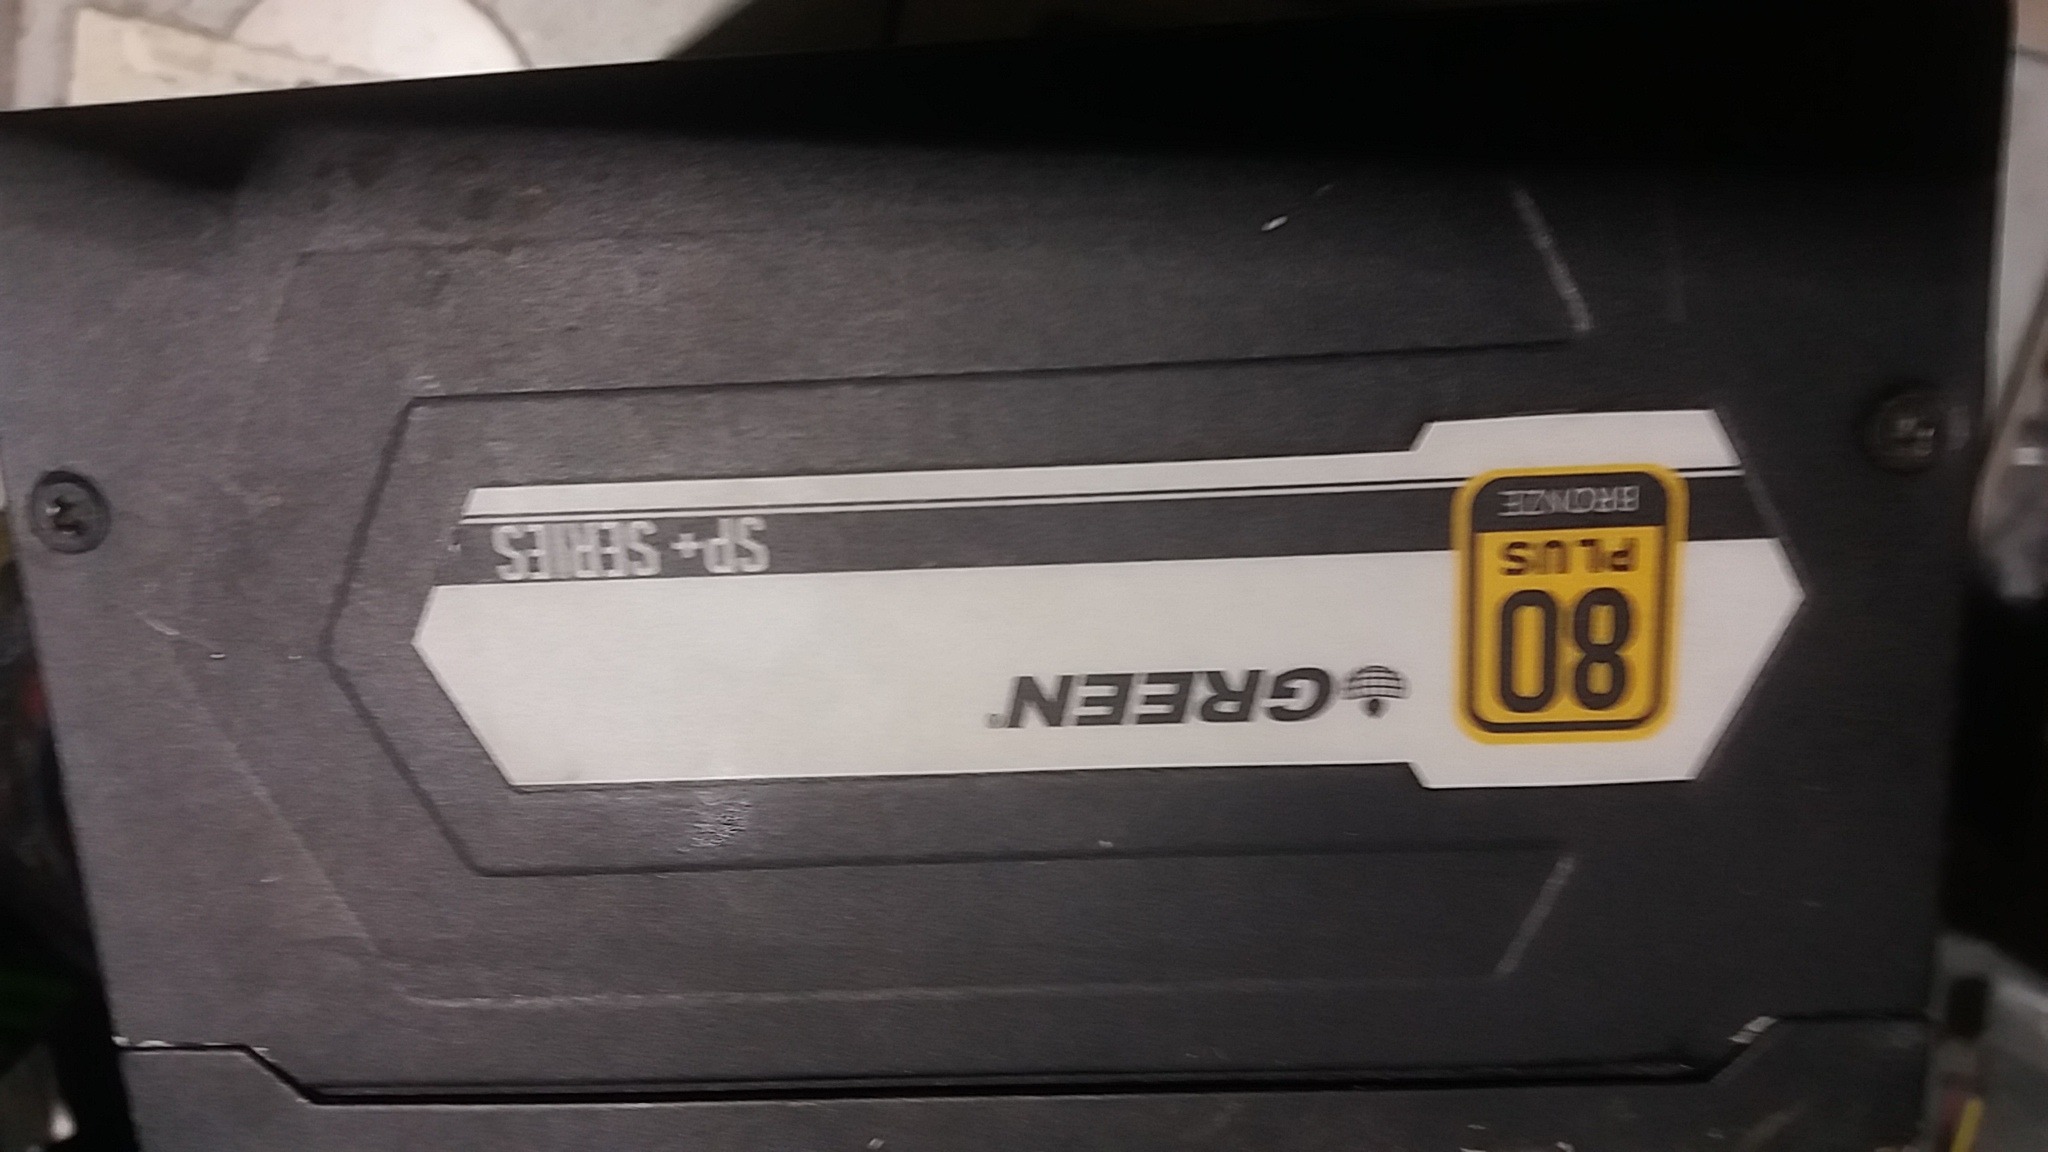 GREEN®
80
PLUS
BRONZE
SP+ SERIES